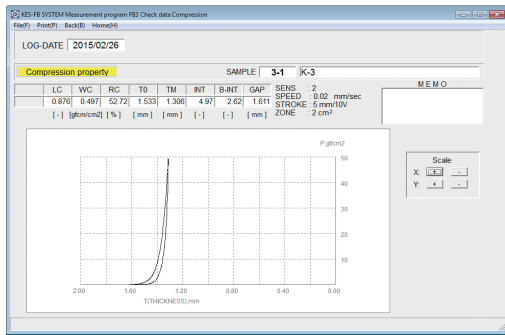 KES-FB SYSTEM Measurement program FB3 Check data:Compression
File(F) Print(P) Back(B) Home(H)
LOG-DATE 2015/02/26
Compression property SAMPLE 3-1 K-3
LC WC RC T0 TM INT B-INT GAP
0.876 0.497 52.72 1.533 1.306 4.97 2.62 1.611
[ - ] [gfcm/cm2] [ % ] [ mm ] [ mm ] [ - ] [ - ] [ mm ]
SENS : 2
SPEED : 0.02 mm/sec
STROKE : 5 mm/10V
ZONE : 2 cm²
M E M O
P,gf/cm2
50
40
30
20
10
2.00 1.60 1.20 0.80 0.40 0.00
T(THICKNESS),mm
Scale
X: + -
Y: + -